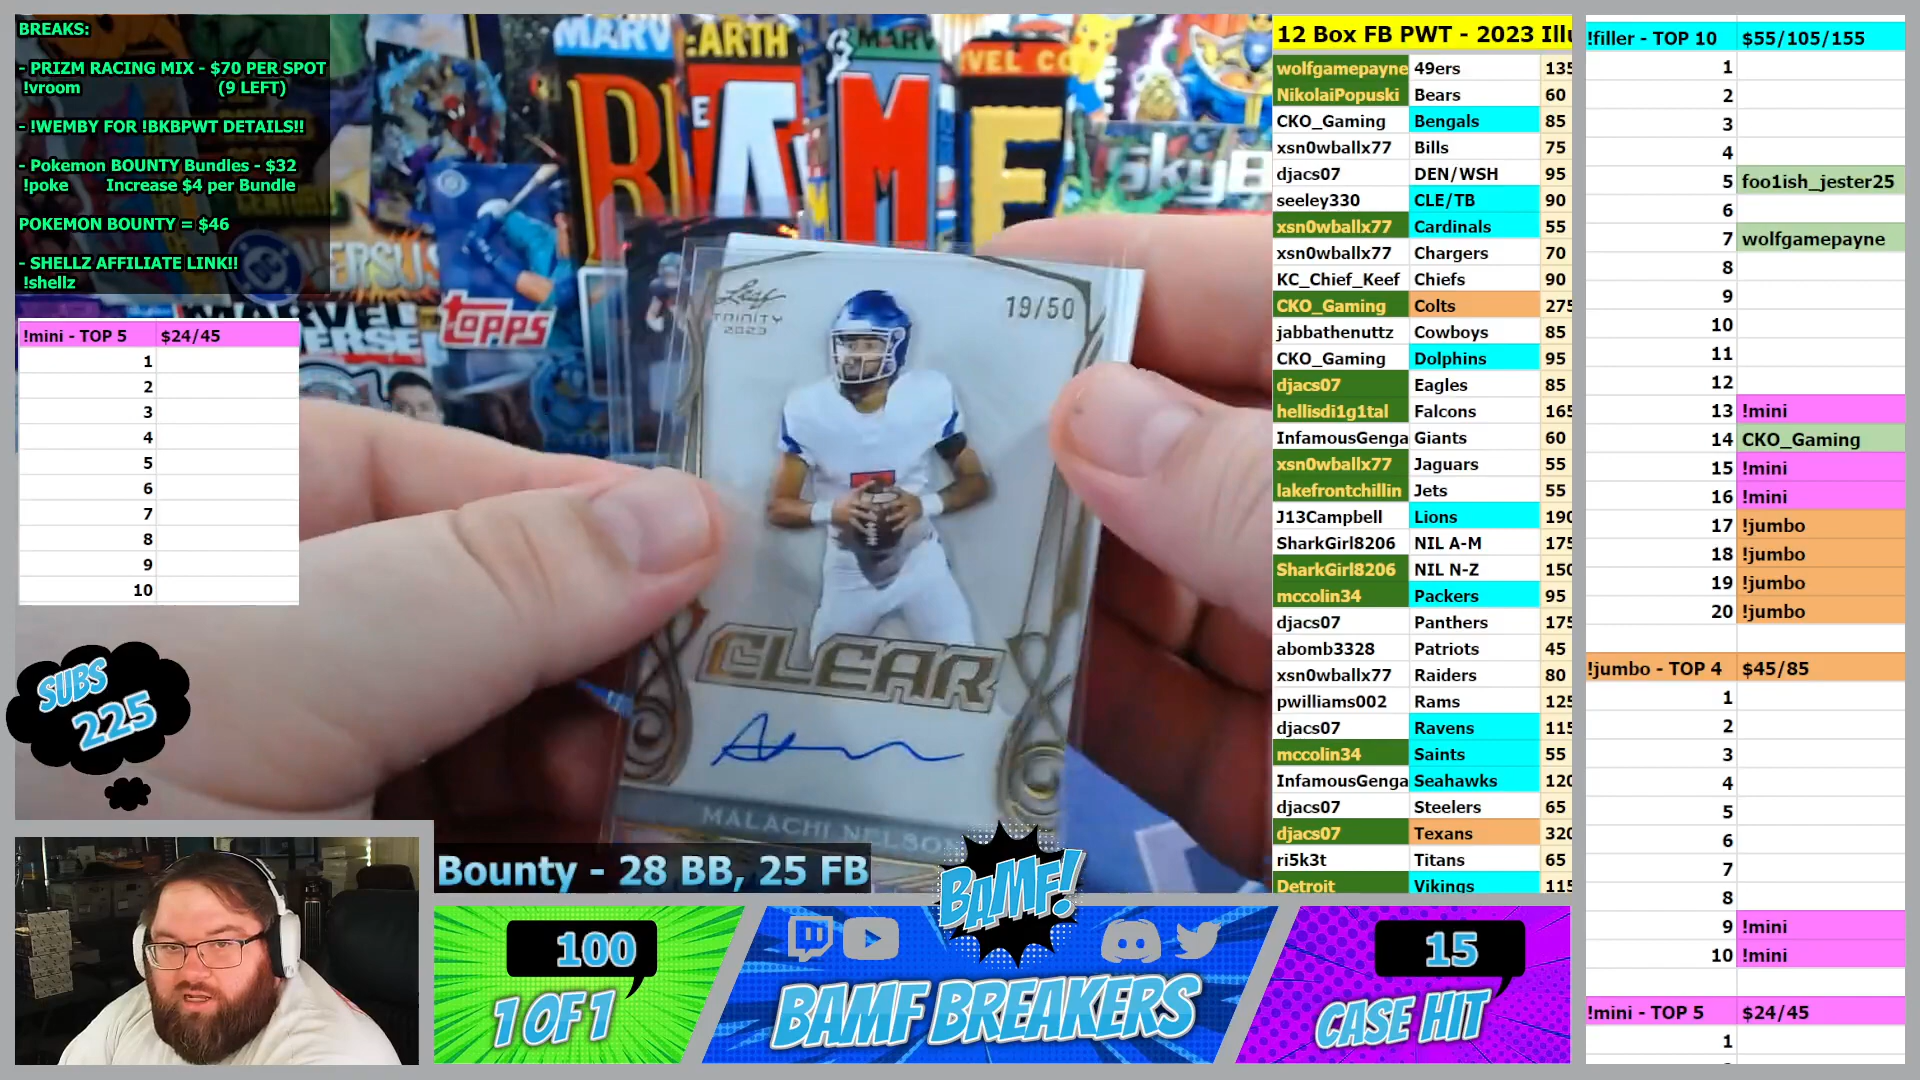 BREAKS:
- PRIZM RACING MIX - $70 PER SPOT
!vroom (9 LEFT)
- !WEMBY FOR !BKBPWT DETAILS!!
- Pokemon BOUNTY Bundles - $32
!poke Increase $4 per Bundle
POKEMON BOUNTY = $46
- SHELLZ AFFILIATE LINK!!
!shellz
!mini - TOP 5 $24/45
1
2
3
4
5
6
7
8
9
10
SUBS
225
MARV
EARTH
MARV
VEL CO
BAMF
topps
VERSUS
Leaf
TRINITY
2023
19/50
CLEAR
MALACHI NELSON
Bounty - 28 BB, 25 FB
BAMF!
100
1 OF 1
BAMF BREAKERS
15
CASE HIT
12 Box FB PWT - 2023 Illu
wolfgamepayne 49ers 135
NikolaiPopuski Bears 60
CKO_Gaming Bengals 85
xsn0wballx77 Bills 75
djacs07 DEN/WSH 95
seeley330 CLE/TB 90
xsn0wballx77 Cardinals 55
xsn0wballx77 Chargers 70
KC_Chief_Keef Chiefs 90
CKO_Gaming Colts 275
jabbathenuttz Cowboys 85
CKO_Gaming Dolphins 95
djacs07 Eagles 85
hellisdi1g1tal Falcons 165
InfamousGenga Giants 60
xsn0wballx77 Jaguars 55
lakefrontchillin Jets 55
J13Campbell Lions 190
SharkGirl8206 NIL A-M 175
SharkGirl8206 NIL N-Z 150
mccolin34 Packers 95
djacs07 Panthers 175
abomb3328 Patriots 45
xsn0wballx77 Raiders 80
pwilliams002 Rams 125
djacs07 Ravens 115
mccolin34 Saints 55
InfamousGenga Seahawks 120
djacs07 Steelers 65
djacs07 Texans 320
ri5k3t Titans 65
Detroit Vikings 115
!filler - TOP 10 $55/105/155
1
2
3
4
5 foo1ish_jester25
6
7 wolfgamepayne
8
9
10
11
12
13 !mini
14 CKO_Gaming
15 !mini
16 !mini
17 !jumbo
18 !jumbo
19 !jumbo
20 !jumbo
!jumbo - TOP 4 $45/85
1
2
3
4
5
6
7
8
9 !mini
10 !mini
!mini - TOP 5 $24/45
1